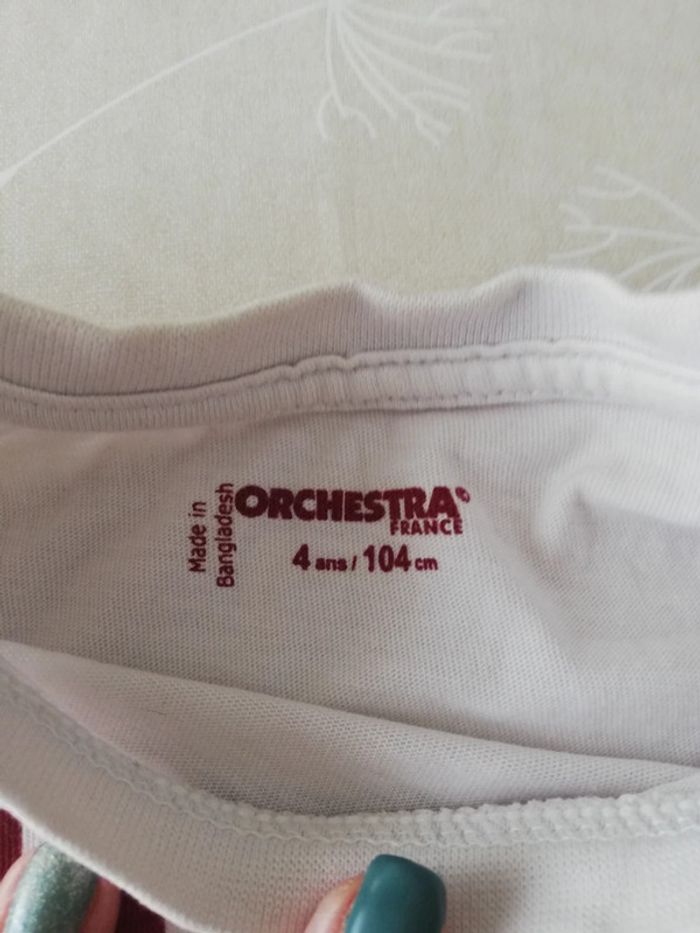 Made in
Bangladesh
ORCHESTRA
FRANCE
4 ans / 104 cm